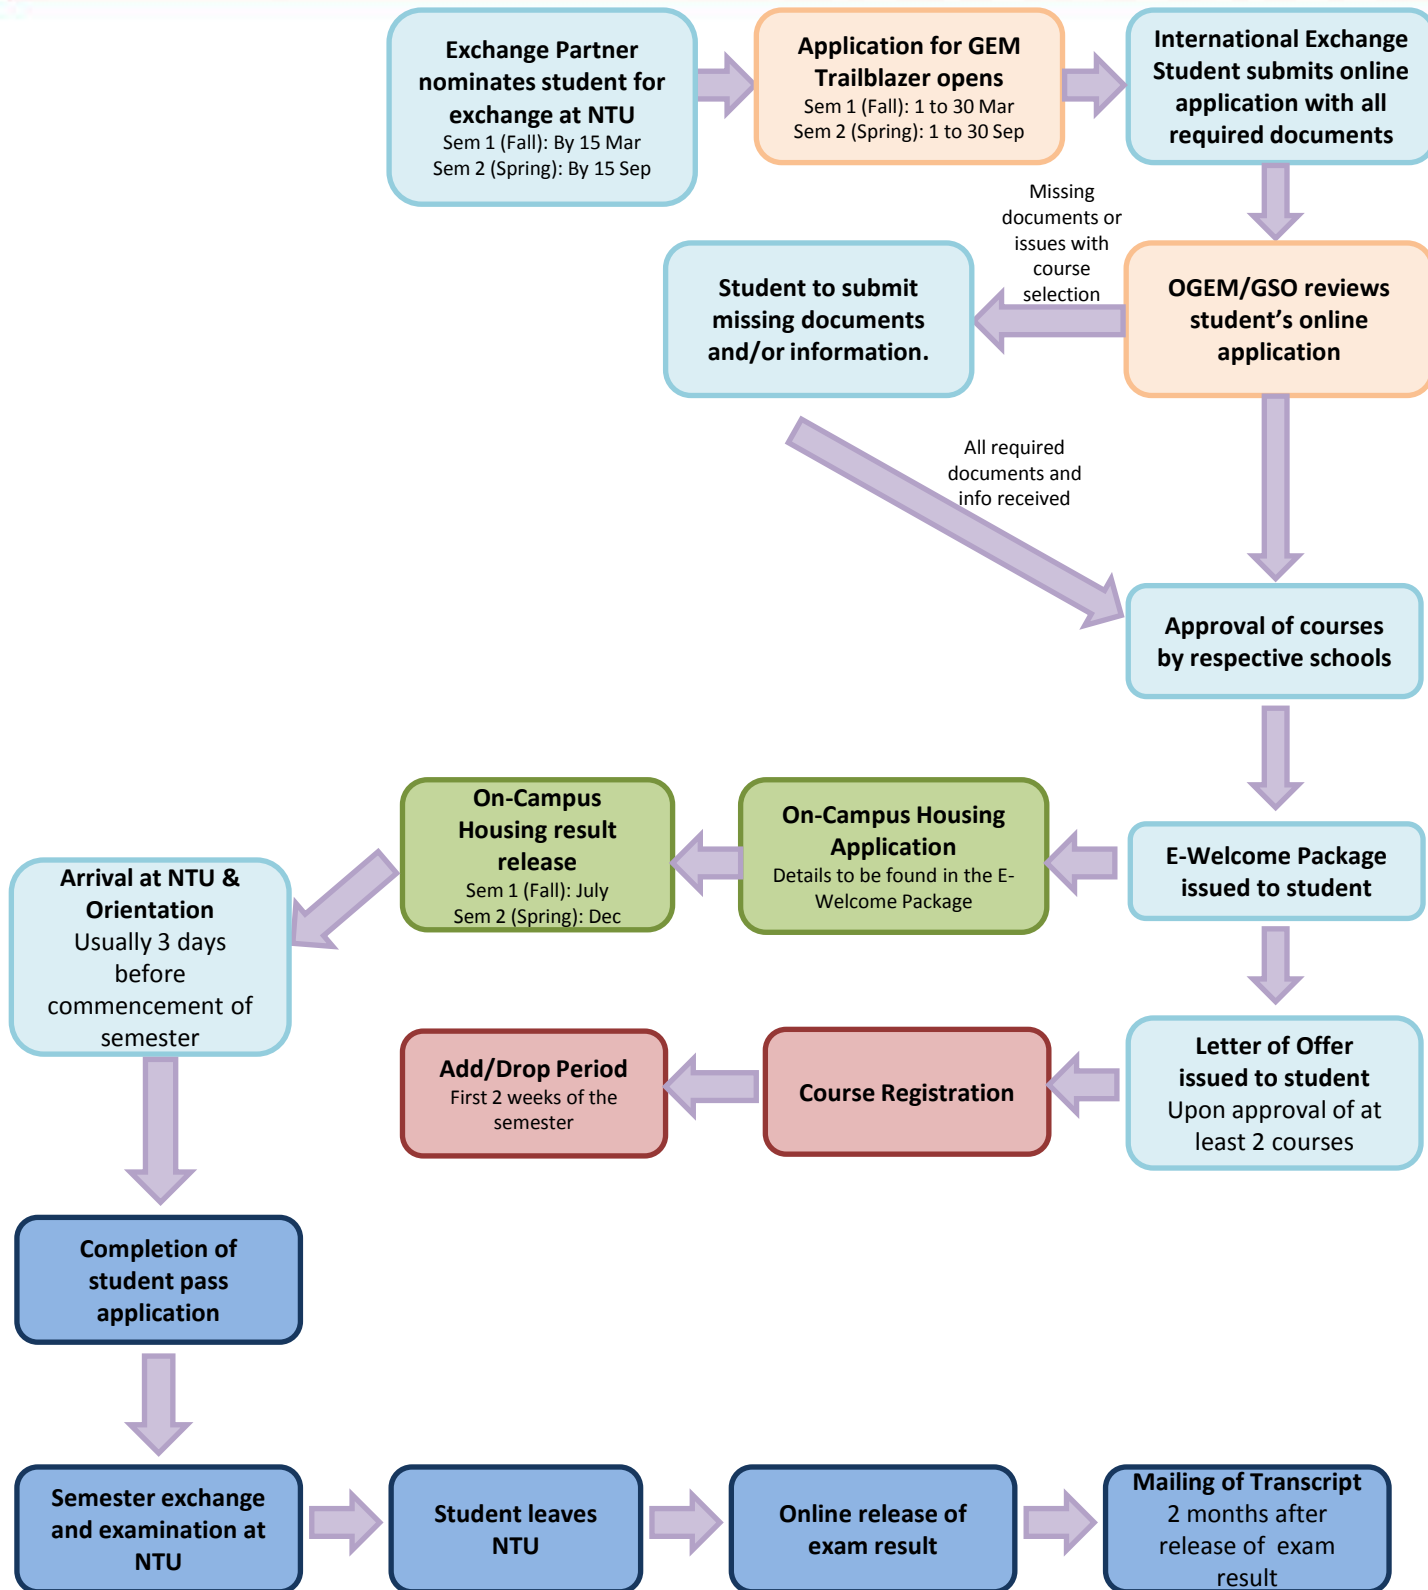 Exchange Partner
nominates student for
exchange at NTU
Sem 1 (Fall): By 15 Mar
Sem 2 (Spring): By 15 Sep
Application for GEM
Trailblazer opens
Sem 1 (Fall): 1 to 30 Mar
Sem 2 (Spring): 1 to 30 Sep
International Exchange
Student submits online
application with all
required documents
Missing
documents or
issues with
course
selection
OGEM/GSO reviews
student’s online
application
Student to submit
missing documents
and/or information.
All required
documents and
info received
Approval of courses
by respective schools
E-Welcome Package
issued to student
On-Campus Housing
Application
Details to be found in the E-
Welcome Package
On-Campus
Housing result
release
Sem 1 (Fall): July
Sem 2 (Spring): Dec
Arrival at NTU &
Orientation
Usually 3 days
before
commencement of
semester
Letter of Offer
issued to student
Upon approval of at
least 2 courses
Course Registration
Add/Drop Period
First 2 weeks of the
semester
Completion of
student pass
application
Semester exchange
and examination at
NTU
Student leaves
NTU
Online release of
exam result
Mailing of Transcript
2 months after
release of exam
result